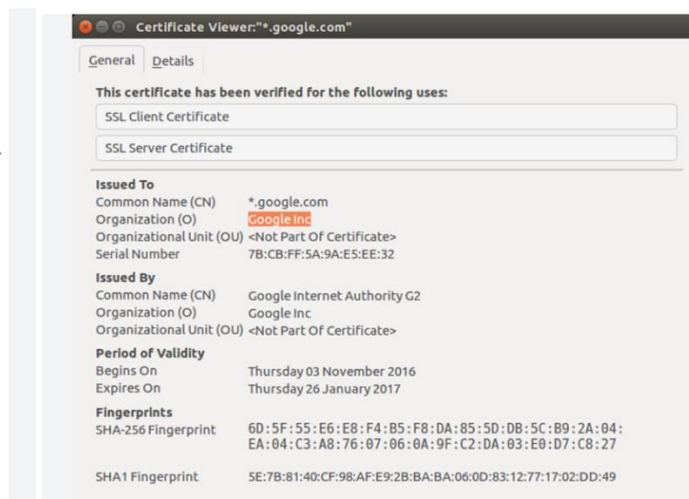 Certificate Viewer:"*.google.com"
General Details
This certificate has been verified for the following uses:
SSL Client Certificate
SSL Server Certificate
Issued To
Common Name (CN) *.google.com
Organization (O) Google Inc
Organizational Unit (OU) <Not Part Of Certificate>
Serial Number 7B:CB:FF:5A:9A:E5:EE:32
Issued By
Common Name (CN) Google Internet Authority G2
Organization (O) Google Inc
Organizational Unit (OU) <Not Part Of Certificate>
Period of Validity
Begins On Thursday 03 November 2016
Expires On Thursday 26 January 2017
Fingerprints
SHA-256 Fingerprint 6D:5F:55:E6:E8:F4:B5:F8:DA:85:5D:DB:5C:B9:2A:04:
EA:04:C3:A8:76:07:06:0A:9F:C2:DA:03:E0:D7:C8:27
SHA1 Fingerprint 5E:7B:81:40:CF:98:AF:E9:2B:BA:BA:06:0D:83:12:77:17:02:DD:49